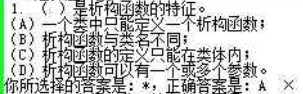 1. ( ) 是析构函数的特征。
(A) 一个类中只能定义一个析构函数;
(B) 析构函数与类名不同;
(C) 析构函数的定义只能在类体内;
(D) 析构函数可以有一个或多个参数。
你所选择的答案是: *, 正确答案是: A ×